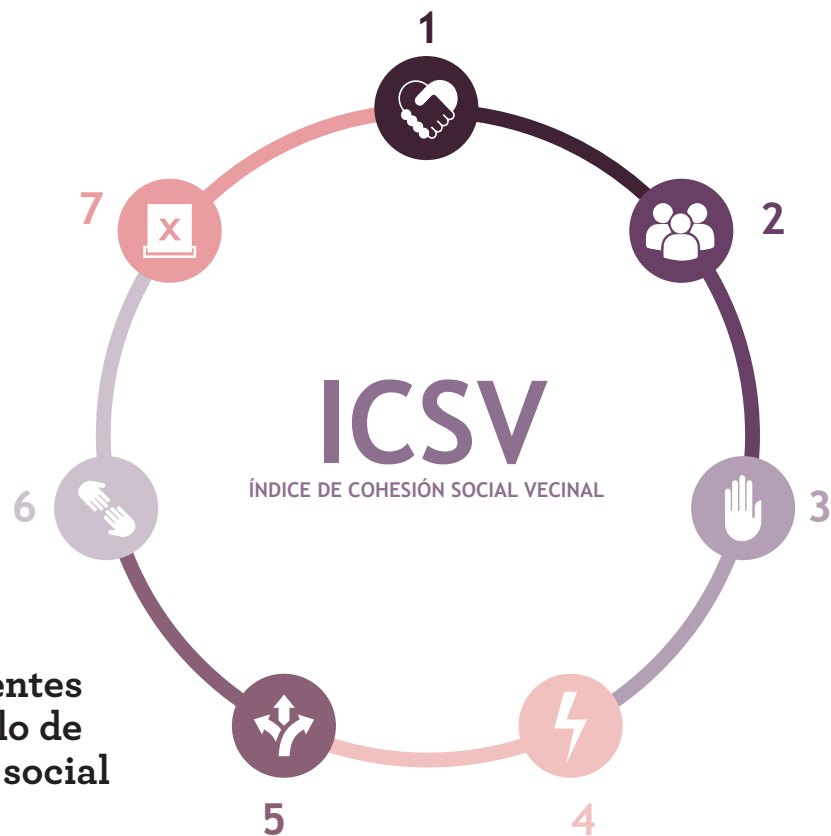 1
7
X
2
ICSV
ÍNDICE DE COHESIÓN SOCIAL VECINAL
6
3
entes
lo de
social
5
4